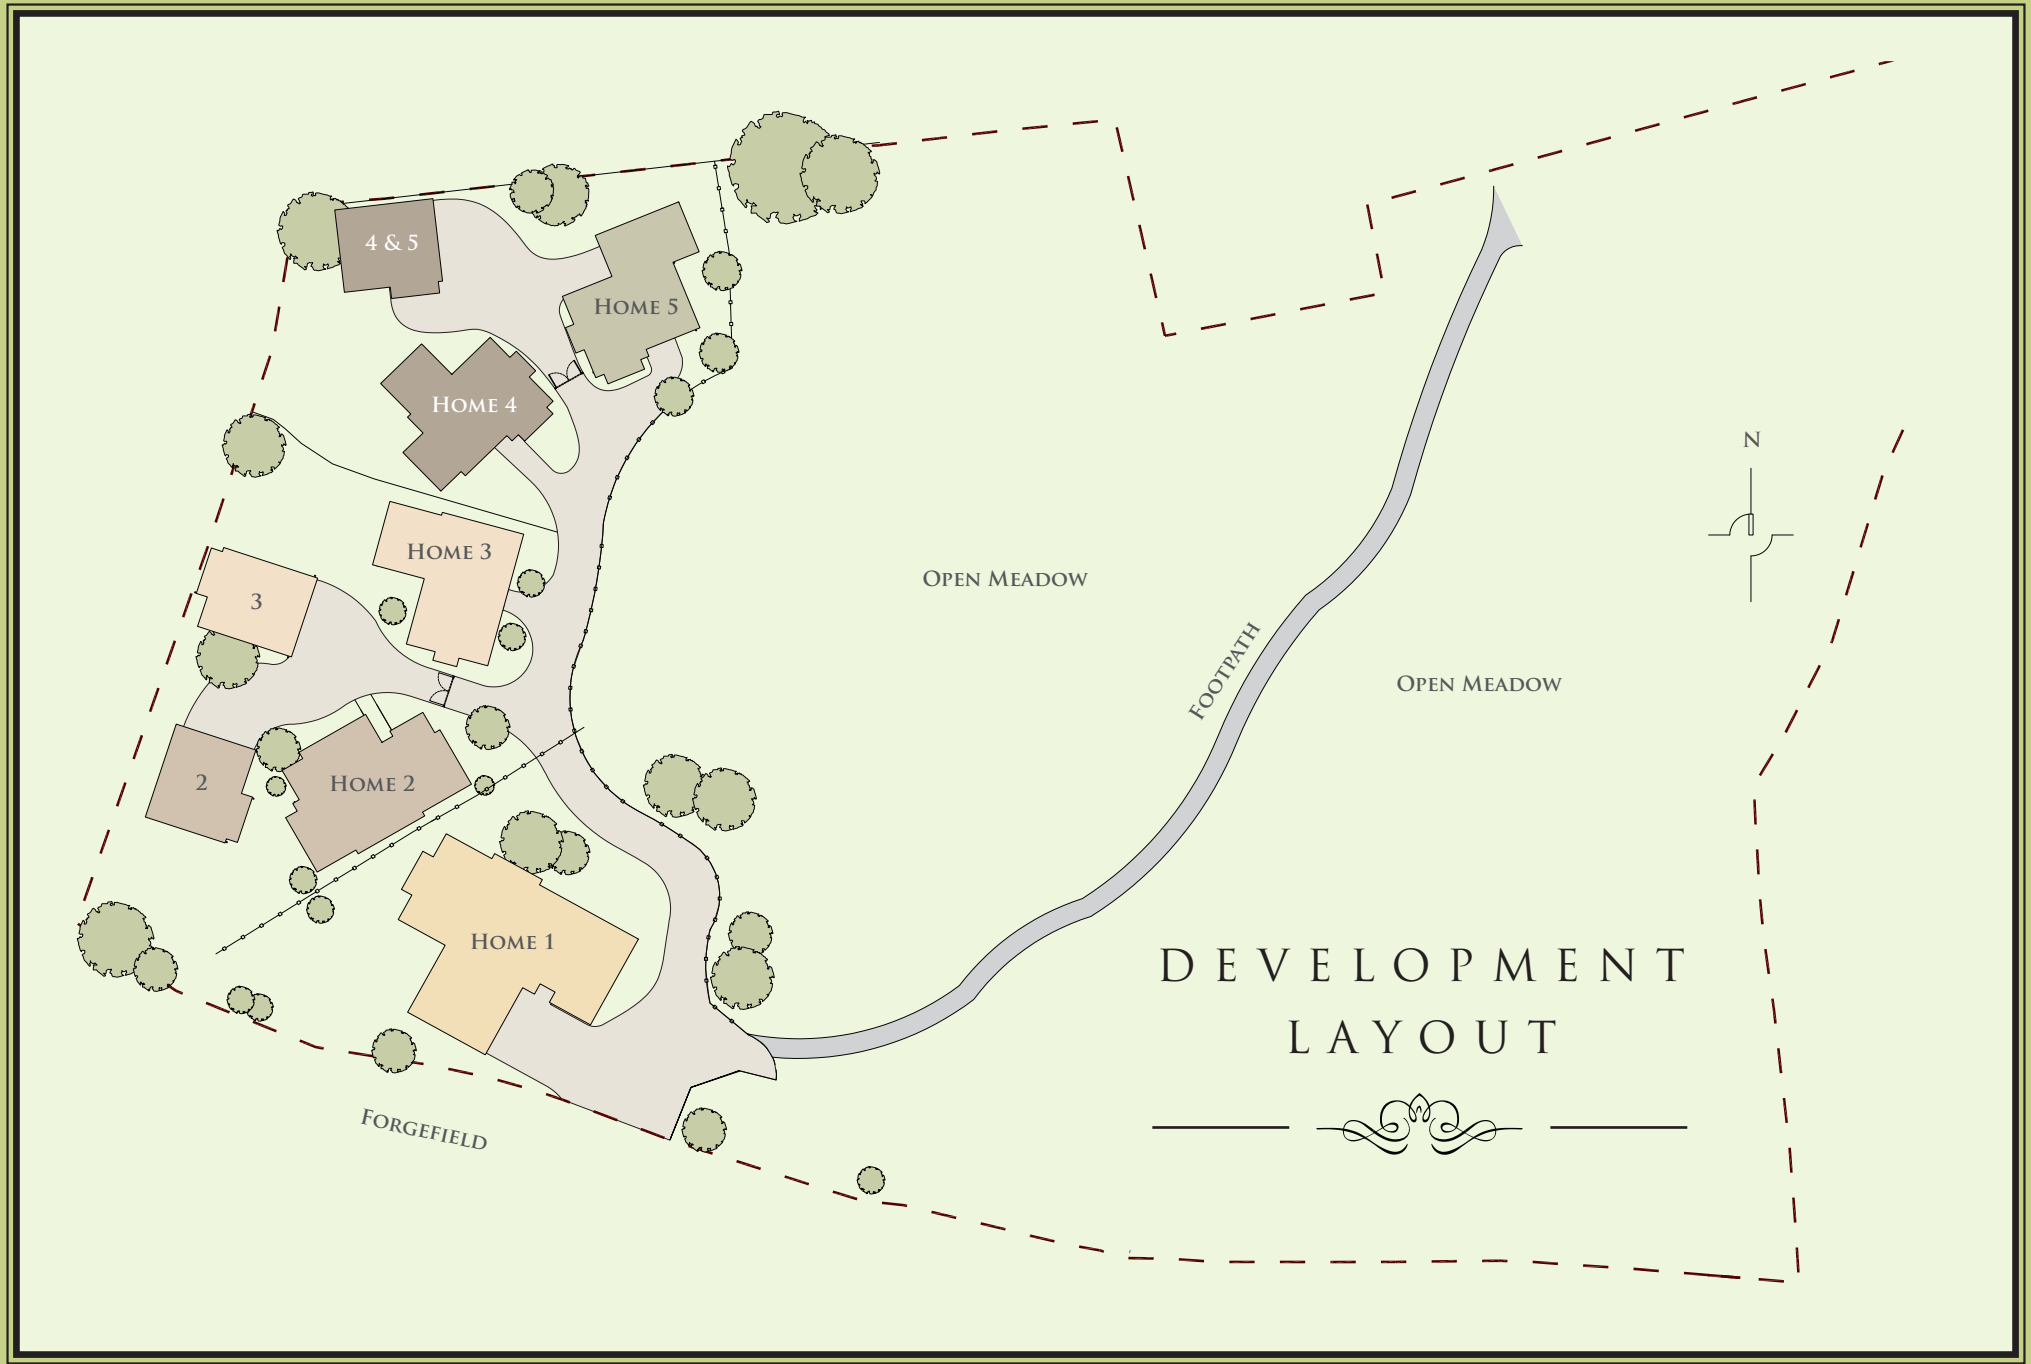 4 & 5
Home 5
Home 4
Home 3
3
2
Home 2
Home 1
Forgefield
Open Meadow
Footpath
Open Meadow
N
DEVELOPMENT
LAYOUT